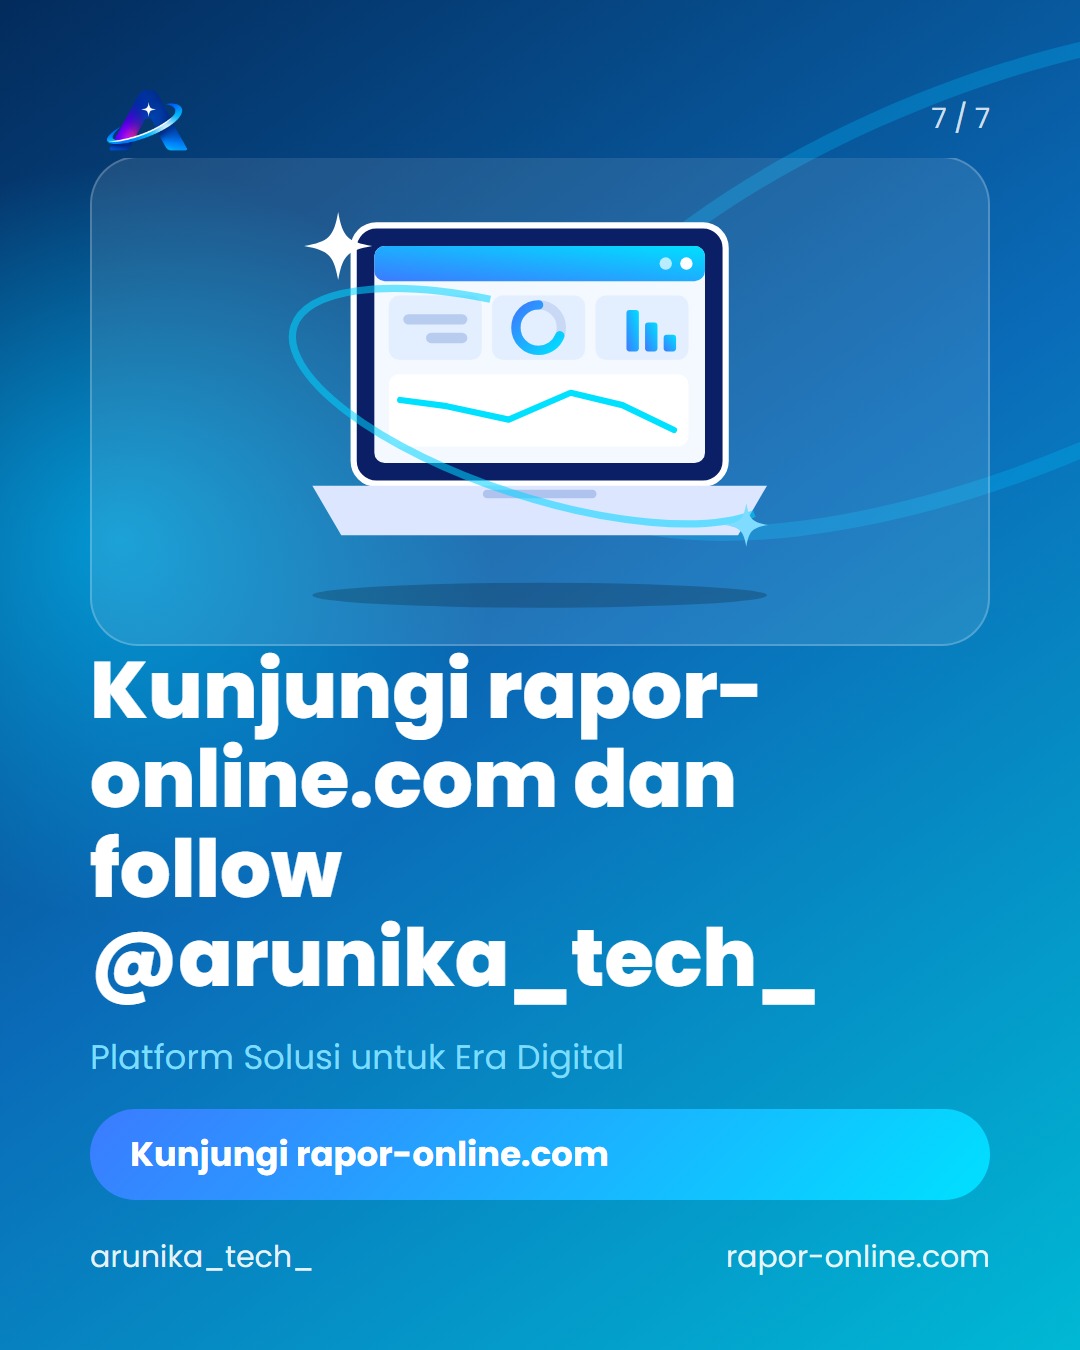 7 / 7
Kunjungi rapor-
online.com dan
follow
@arunika_tech_
Platform Solusi untuk Era Digital
Kunjungi rapor-online.com
arunika_tech_
rapor-online.com